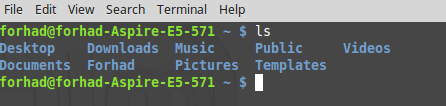 File Edit View Search Terminal Help
forhad@forhad-Aspire-E5-571 ~ $ ls
Desktop Downloads Music Public Videos
Documents Forhad Pictures Templates
forhad@forhad-Aspire-E5-571 ~ $